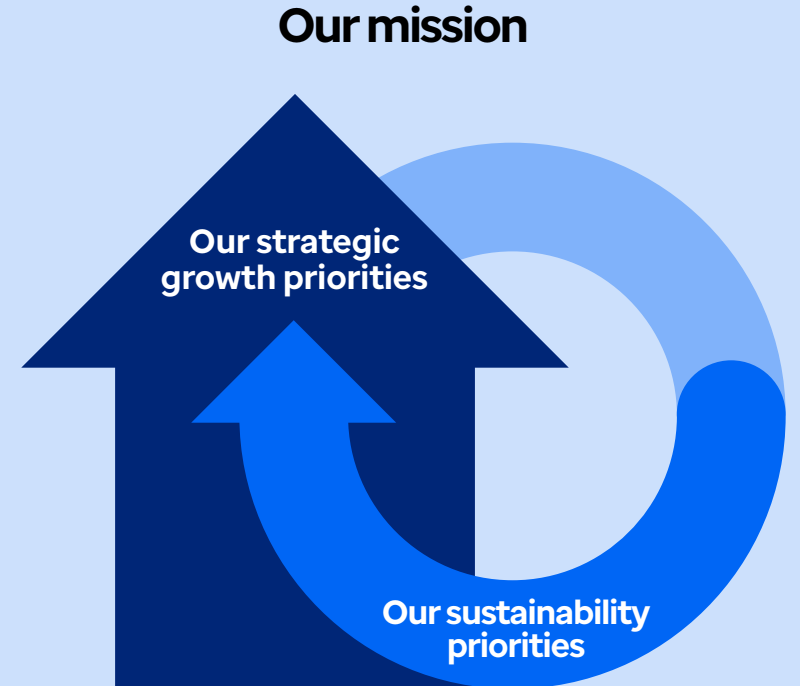 Our mission
Our strategic
growth priorities
Our sustainability
priorities